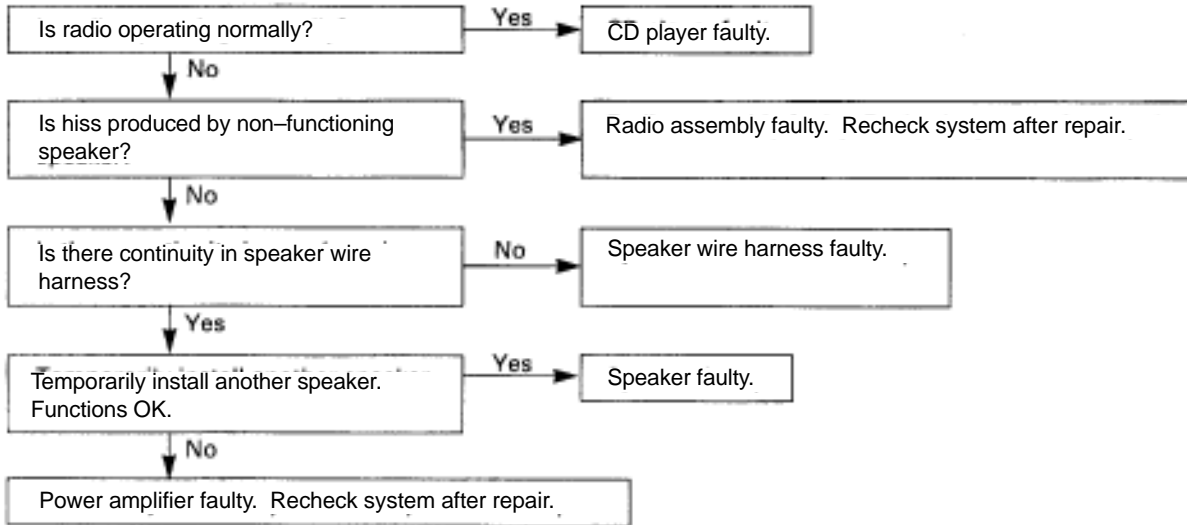 Is radio operating normally?
Yes
CD player faulty.
No
Is hiss produced by non–functioning
speaker?
Yes
Radio assembly faulty. Recheck system after repair.
No
Is there continuity in speaker wire
harness?
No
Speaker wire harness faulty.
Yes
Temporarily install another speaker.
Functions OK.
Yes
Speaker faulty.
No
Power amplifier faulty. Recheck system after repair.